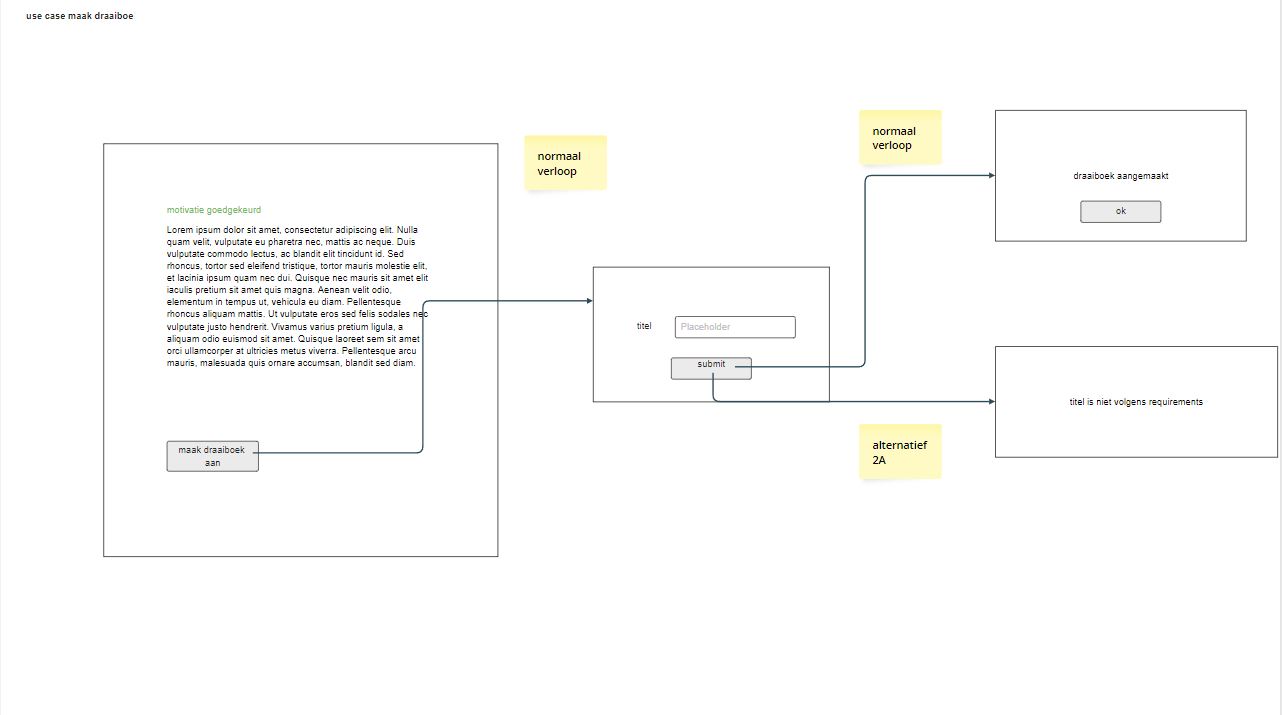 use case maak draaiboe
normaal
verloop
normaal
verloop
motivatie goedgekeurd
Lorem ipsum dolor sit amet, consectetur adipiscing elit. Nulla
quam velit, vulputate eu pharetra nec, mattis ac neque. Duis
vulputate commodo lectus, ac blandit elit tincidunt id. Sed
rhoncus, tortor sed eleifend tristique, tortor mauris molestie elit,
et lacinia ipsum quam nec dui. Quisque nec mauris sit amet elit
iaculis pretium sit amet quis magna. Aenean velit odio,
elementum in tempus ut, vehicula eu diam. Pellentesque
rhoncus aliquam mattis. Ut vulputate eros sed felis sodales nec
vulputate justo hendrerit. Vivamus varius pretium ligula, a
aliquam odio euismod sit amet. Quisque laoreet sem sit amet
orci ullamcorper at ultricies metus viverra. Pellentesque arcu
mauris, malesuada quis ornare accumsan, blandit sed diam.
maak draaiboek
aan
titel
Placeholder
submit
draaiboek aangemaakt
ok
titel is niet volgens requirements
alternatief
2A